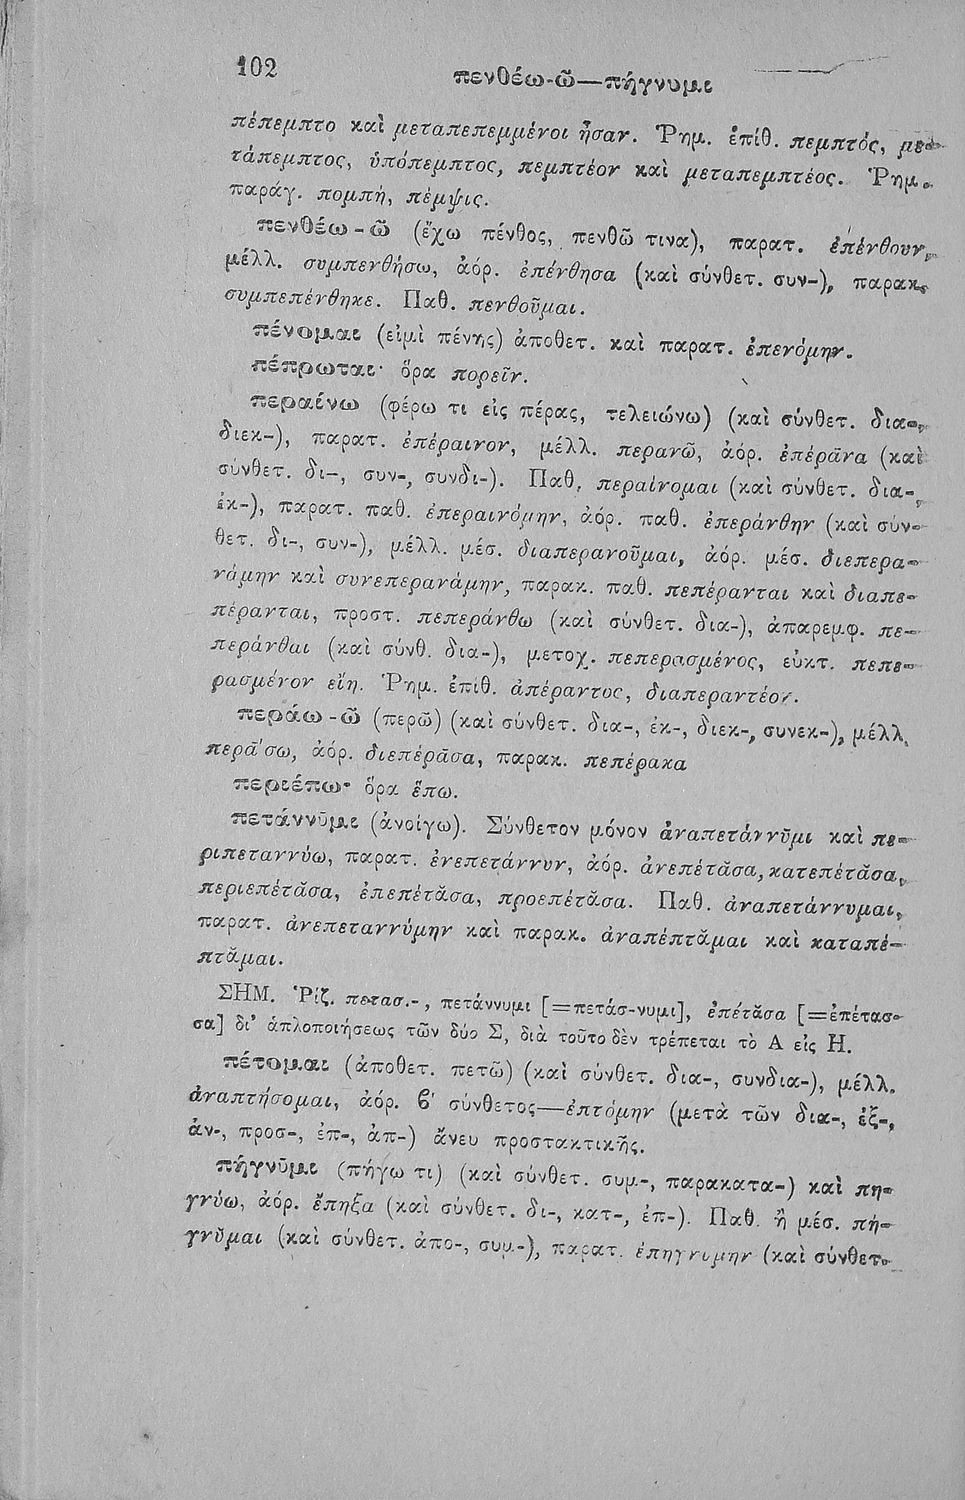 102
πενθέω-ῶ—πήγνυμι
πέπεμπτο καὶ μεταπεπεμμένοι ἦσαν. Ῥημ. ἐπίθ. πεμπτός, με-
τάπεμπτος, ὑπόπεμπτος, πεμπτέον καὶ μεταπεμπτέος. Ῥημ.
παράγ. πομπή, πέμψις.
πενθέω-ῶ (ἔχω πένθος, πενθῶ τινα), παρατ. ἐπένθουν,
μέλλ. συμπενθήσω, ἀόρ. ἐπένθησα (καὶ σύνθετ. συν-), παρακ.
συμπεπένθηκε. Παθ. πενθοῦμαι.
πένομαι (εἰμὶ πένης) ἀποθετ. καὶ παρατ. ἐπενόμην.
πέπρωται· ὅρα πορεῖν.
περαίνω (φέρω τι εἰς πέρας, τελειώνω) (καὶ σύνθετ. δια-,
διεκ-), παρατ. ἐπέραινον, μέλλ. περανῶ, ἀόρ. ἐπέρᾱνα (καὶ
σύνθετ. δι-, συν-, συνδι-). Παθ. περαίνομαι (καὶ σύνθετ. δια-,
ἐκ-), παρατ. παθ. ἐπεραινόμην, ἀόρ. παθ. ἐπεράνθην (καὶ σύν-
θετ. δι-, συν-), μέλλ. μέσ. διαπερανοῦμαι, ἀόρ. μέσ. διεπερα-
νάμην καὶ συνεπερανάμην, παρακ. παθ. πεπέρανται καὶ διαπε-
πέρανται, προστ. πεπεράνθω (καὶ σύνθετ. δια-), ἀπαρεμφ. πε-
περάνθαι (καὶ σύνθ. δια-), μετοχ. πεπερασμένος, εὐκτ. πεπε-
ρασμένον εἴη. Ῥημ. ἐπίθ. ἀπέραντος, διαπεραντέον.
περάω-ῶ (περῶ) (καὶ σύνθετ. δια-, ἐκ-, διεκ-, συνεκ-), μέλλ.
περᾱ́σω, ἀόρ. διεπέρᾱσα, παρακ. πεπέρακα
περιέπω· ὅρα ἕπω.
πετάννῡμι (ἀνοίγω). Σύνθετον μόνον ἀναπετάννῡμι καὶ πε-
ριπεταννύω, παρατ. ἐνεπετάννυν, ἀόρ. ἀνεπέτᾰσα, κατεπέτᾰσα,
περιεπέτᾰσα, ἐπεπέτᾰσα, προεπέτᾰσα. Παθ. ἀναπετάννυμαι,
παρατ. ἀνεπεταννύμην καὶ παρακ. ἀναπέπτᾰμαι καὶ καταπέ-
πτᾰμαι.
ΣΗΜ. Ῥίζ. πετασ.-, πετάννυμι [=πετάσ-νυμι], ἐπέτᾰσα [=ἐπέτασ-
σα] δι' ἁπλοποιήσεως τῶν δύο Σ, διὰ τοῦτο δὲν τρέπεται τὸ Α εἰς Η.
πέτομαι (ἀποθετ. πετῶ) (καὶ σύνθετ. δια-, συνδια-), μέλλ.
ἀναπτήσομαι, ἀόρ. β' σύνθετος—ἐπτόμην (μετὰ τῶν δια-, ἐξ-,
ἀν-, προσ-, ἐπ-, ἀπ-) ἄνευ προστακτικῆς.
πήγνῡμι (πήγω τι) (καὶ σύνθετ. συμ-, παρακατα-) καὶ πη-
γνύω, ἀόρ. ἔπηξα (καὶ σύνθετ. δι-, κατ-, ἐπ-). Παθ. ἢ μέσ. πή-
γνῠμαι (καὶ σύνθετ. ἀπο-, συμ-), παρατ. ἐπηγνύμην (καὶ σύνθετ.